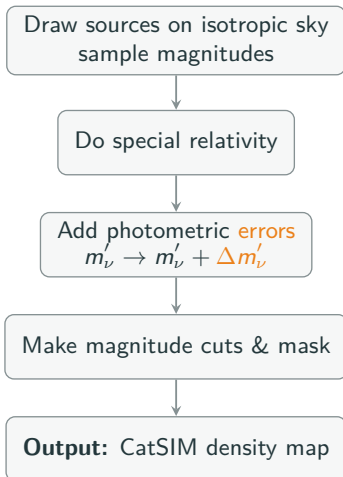 Draw sources on isotropic sky
sample magnitudes
Do special relativity
Add photometric errors
m′ν → m′ν + Δm′ν
Make magnitude cuts & mask
Output: CatSIM density map